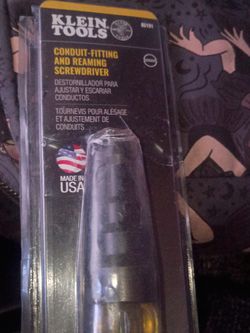 KLEIN
TOOLS
CONDUIT-FITTING
AND REAMING
SCREWDRIVER
DESTORNILLADOR PARA
AJUSTAR Y ESCARIAR
CONDUCTOS
TOURNEVIS POUR ALÉSAGE
ET AJUSTEMENT DE
CONDUITS
MADE IN
USA